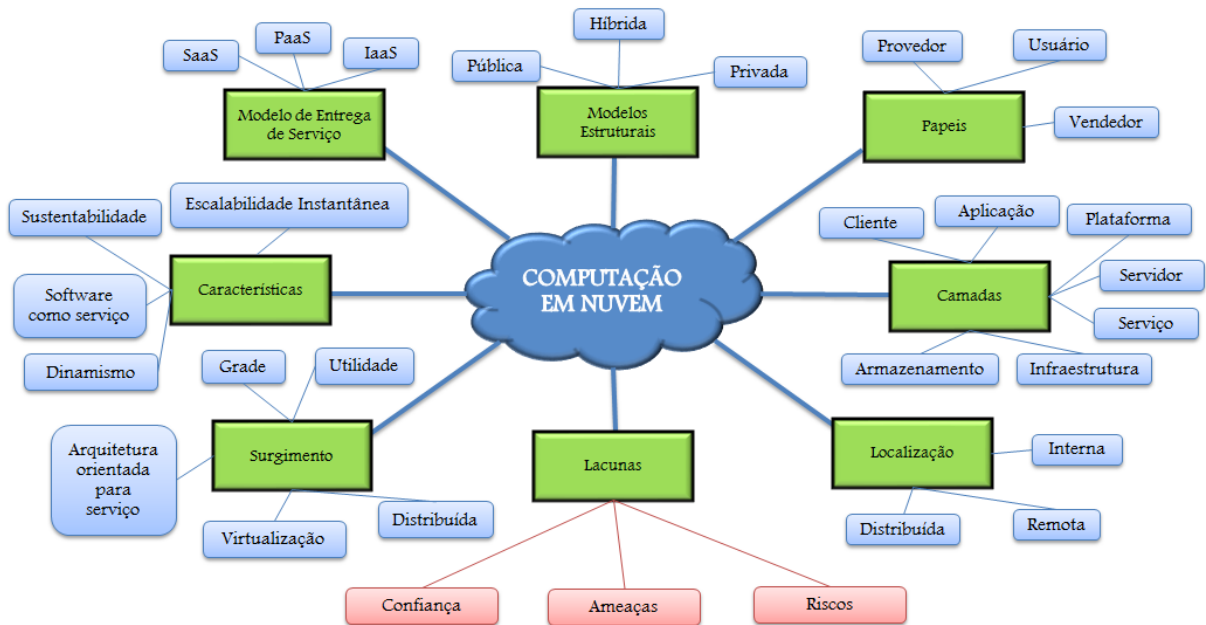 SaaS
PaaS
IaaS
Modelo de Entrega
de Serviço
Híbrida
Pública
Privada
Modelos
Estruturais
Provedor
Usuário
Vendedor
Papeis
Sustentabilidade
Escalabilidade Instantânea
Software
como serviço
Dinamismo
Características
COMPUTAÇÃO
EM NUVEM
Cliente
Aplicação
Plataforma
Servidor
Serviço
Camadas
Armazenamento
Infraestrutura
Grade
Utilidade
Arquitetura
orientada
para
serviço
Surgimento
Virtualização
Distribuída
Lacunas
Confiança
Ameaças
Riscos
Localização
Interna
Distribuída
Remota